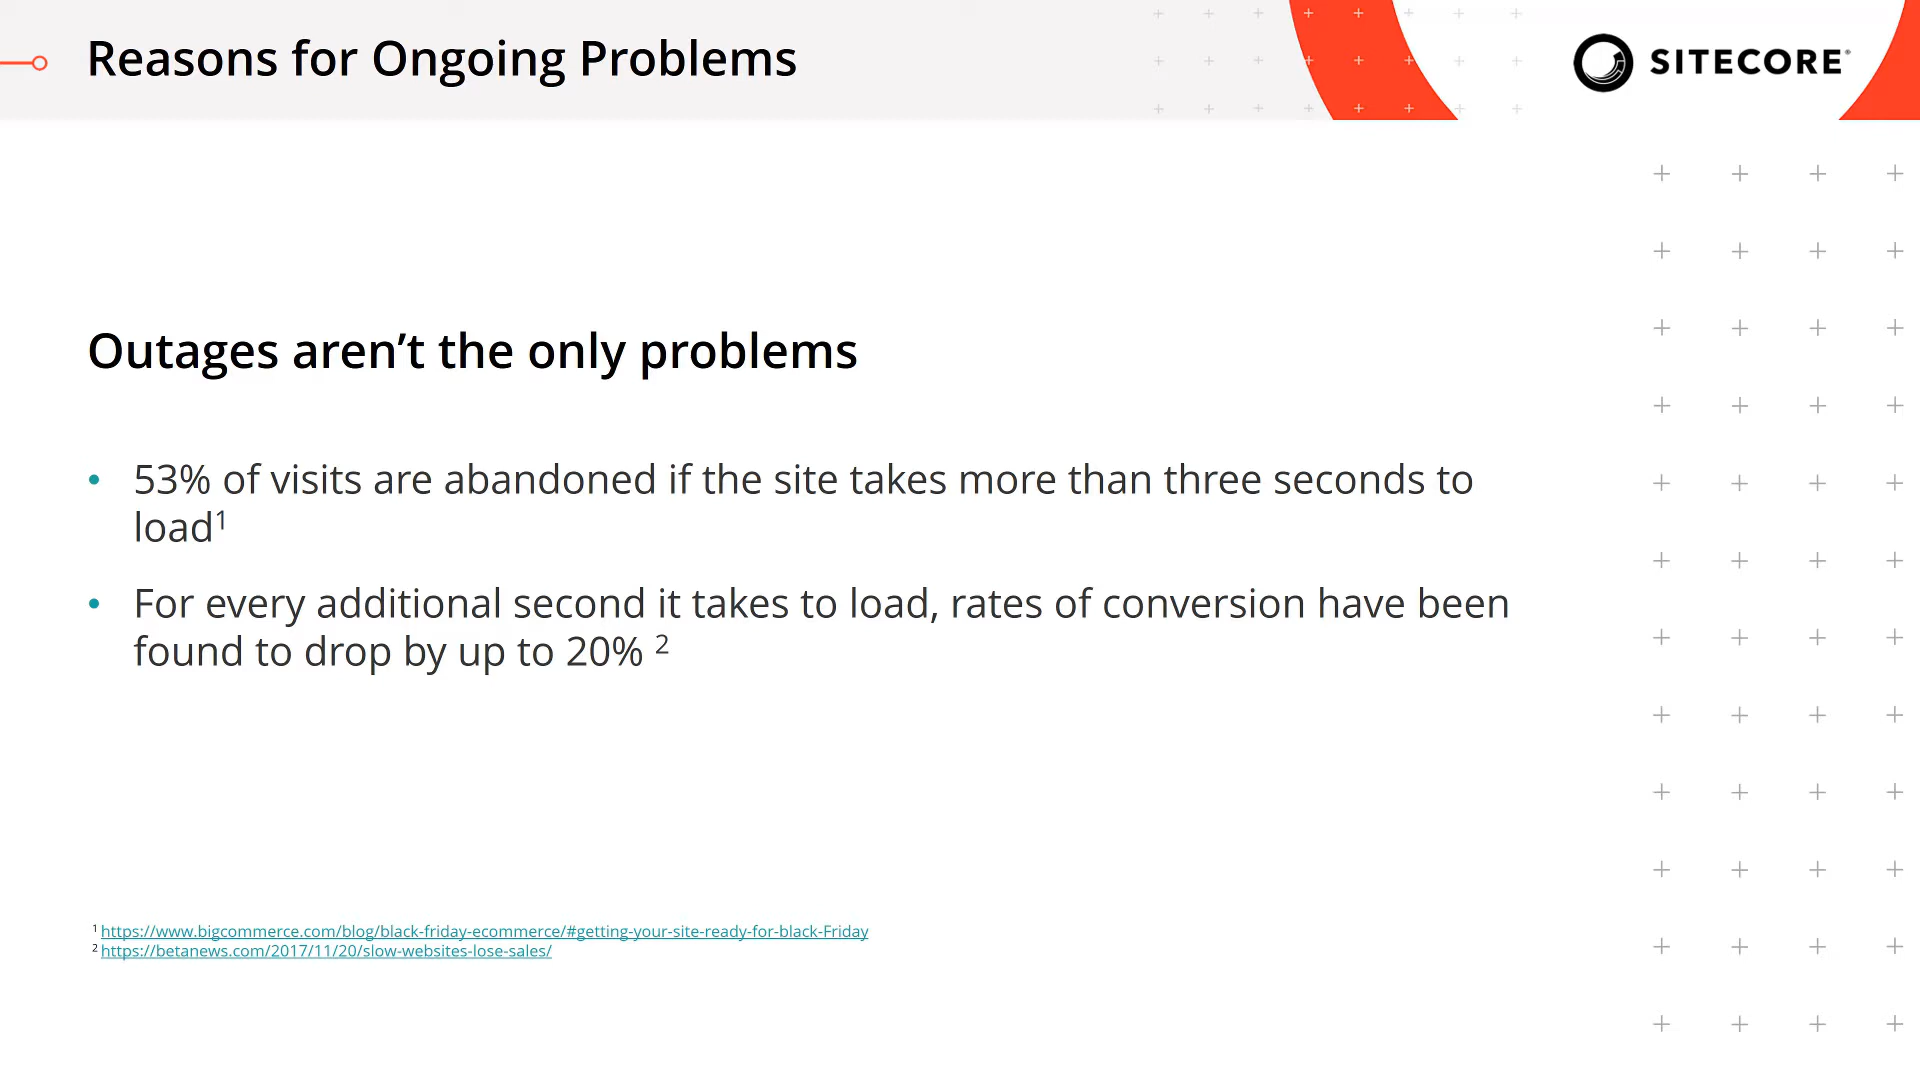 Reasons for Ongoing Problems
SITECORE®
Outages aren’t the only problems
• 53% of visits are abandoned if the site takes more than three seconds to
load¹
• For every additional second it takes to load, rates of conversion have been
found to drop by up to 20% ²
¹ https://www.bigcommerce.com/blog/black-friday-ecommerce/#getting-your-site-ready-for-black-Friday
² https://betanews.com/2017/11/20/slow-websites-lose-sales/